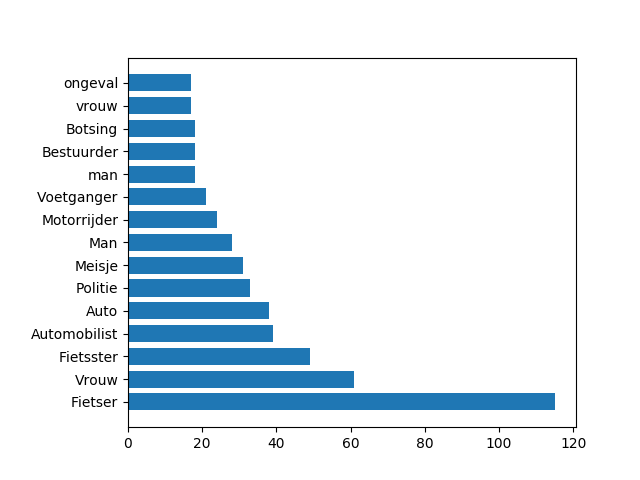 ongeval
vrouw
Botsing
Bestuurder
man
Voetganger
Motorrijder
Man
Meisje
Politie
Auto
Automobilist
Fietsster
Vrouw
Fietser
0 20 40 60 80 100 120